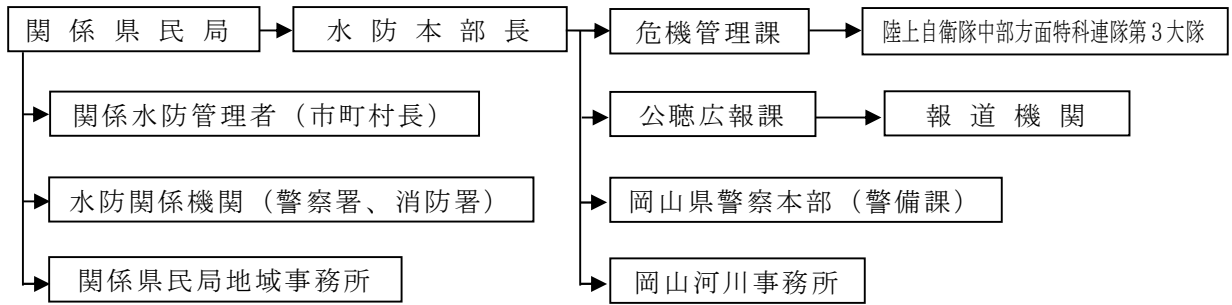 関係県民局
水防本部長
危機管理課
陸上自衛隊中部方面特科連隊第3大隊
関係水防管理者（市町村長）
公聴広報課
報道機関
水防関係機関（警察署、消防署）
岡山県警察本部（警備課）
関係県民局地域事務所
岡山河川事務所